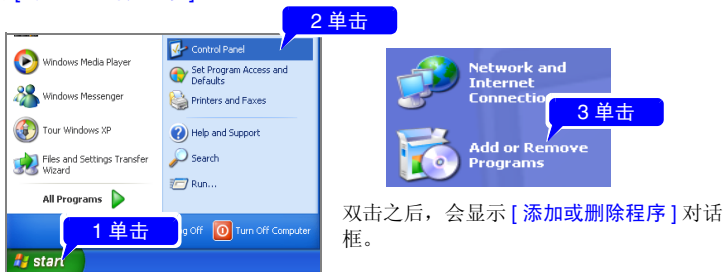 2 单击
Control Panel
Windows Media Player
Set Program Access and
Defaults
Windows Messenger
Printers and Faxes
Tour Windows XP
Help and Support
Files and Settings Transfer
Wizard
Search
Run...
All Programs
1 单击
g Off
Turn Off Computer
start
Network and
Internet
Connectio
3 单击
Add or Remove
Programs
双击之后，会显示 [ 添加或删除程序 ] 对话
框。